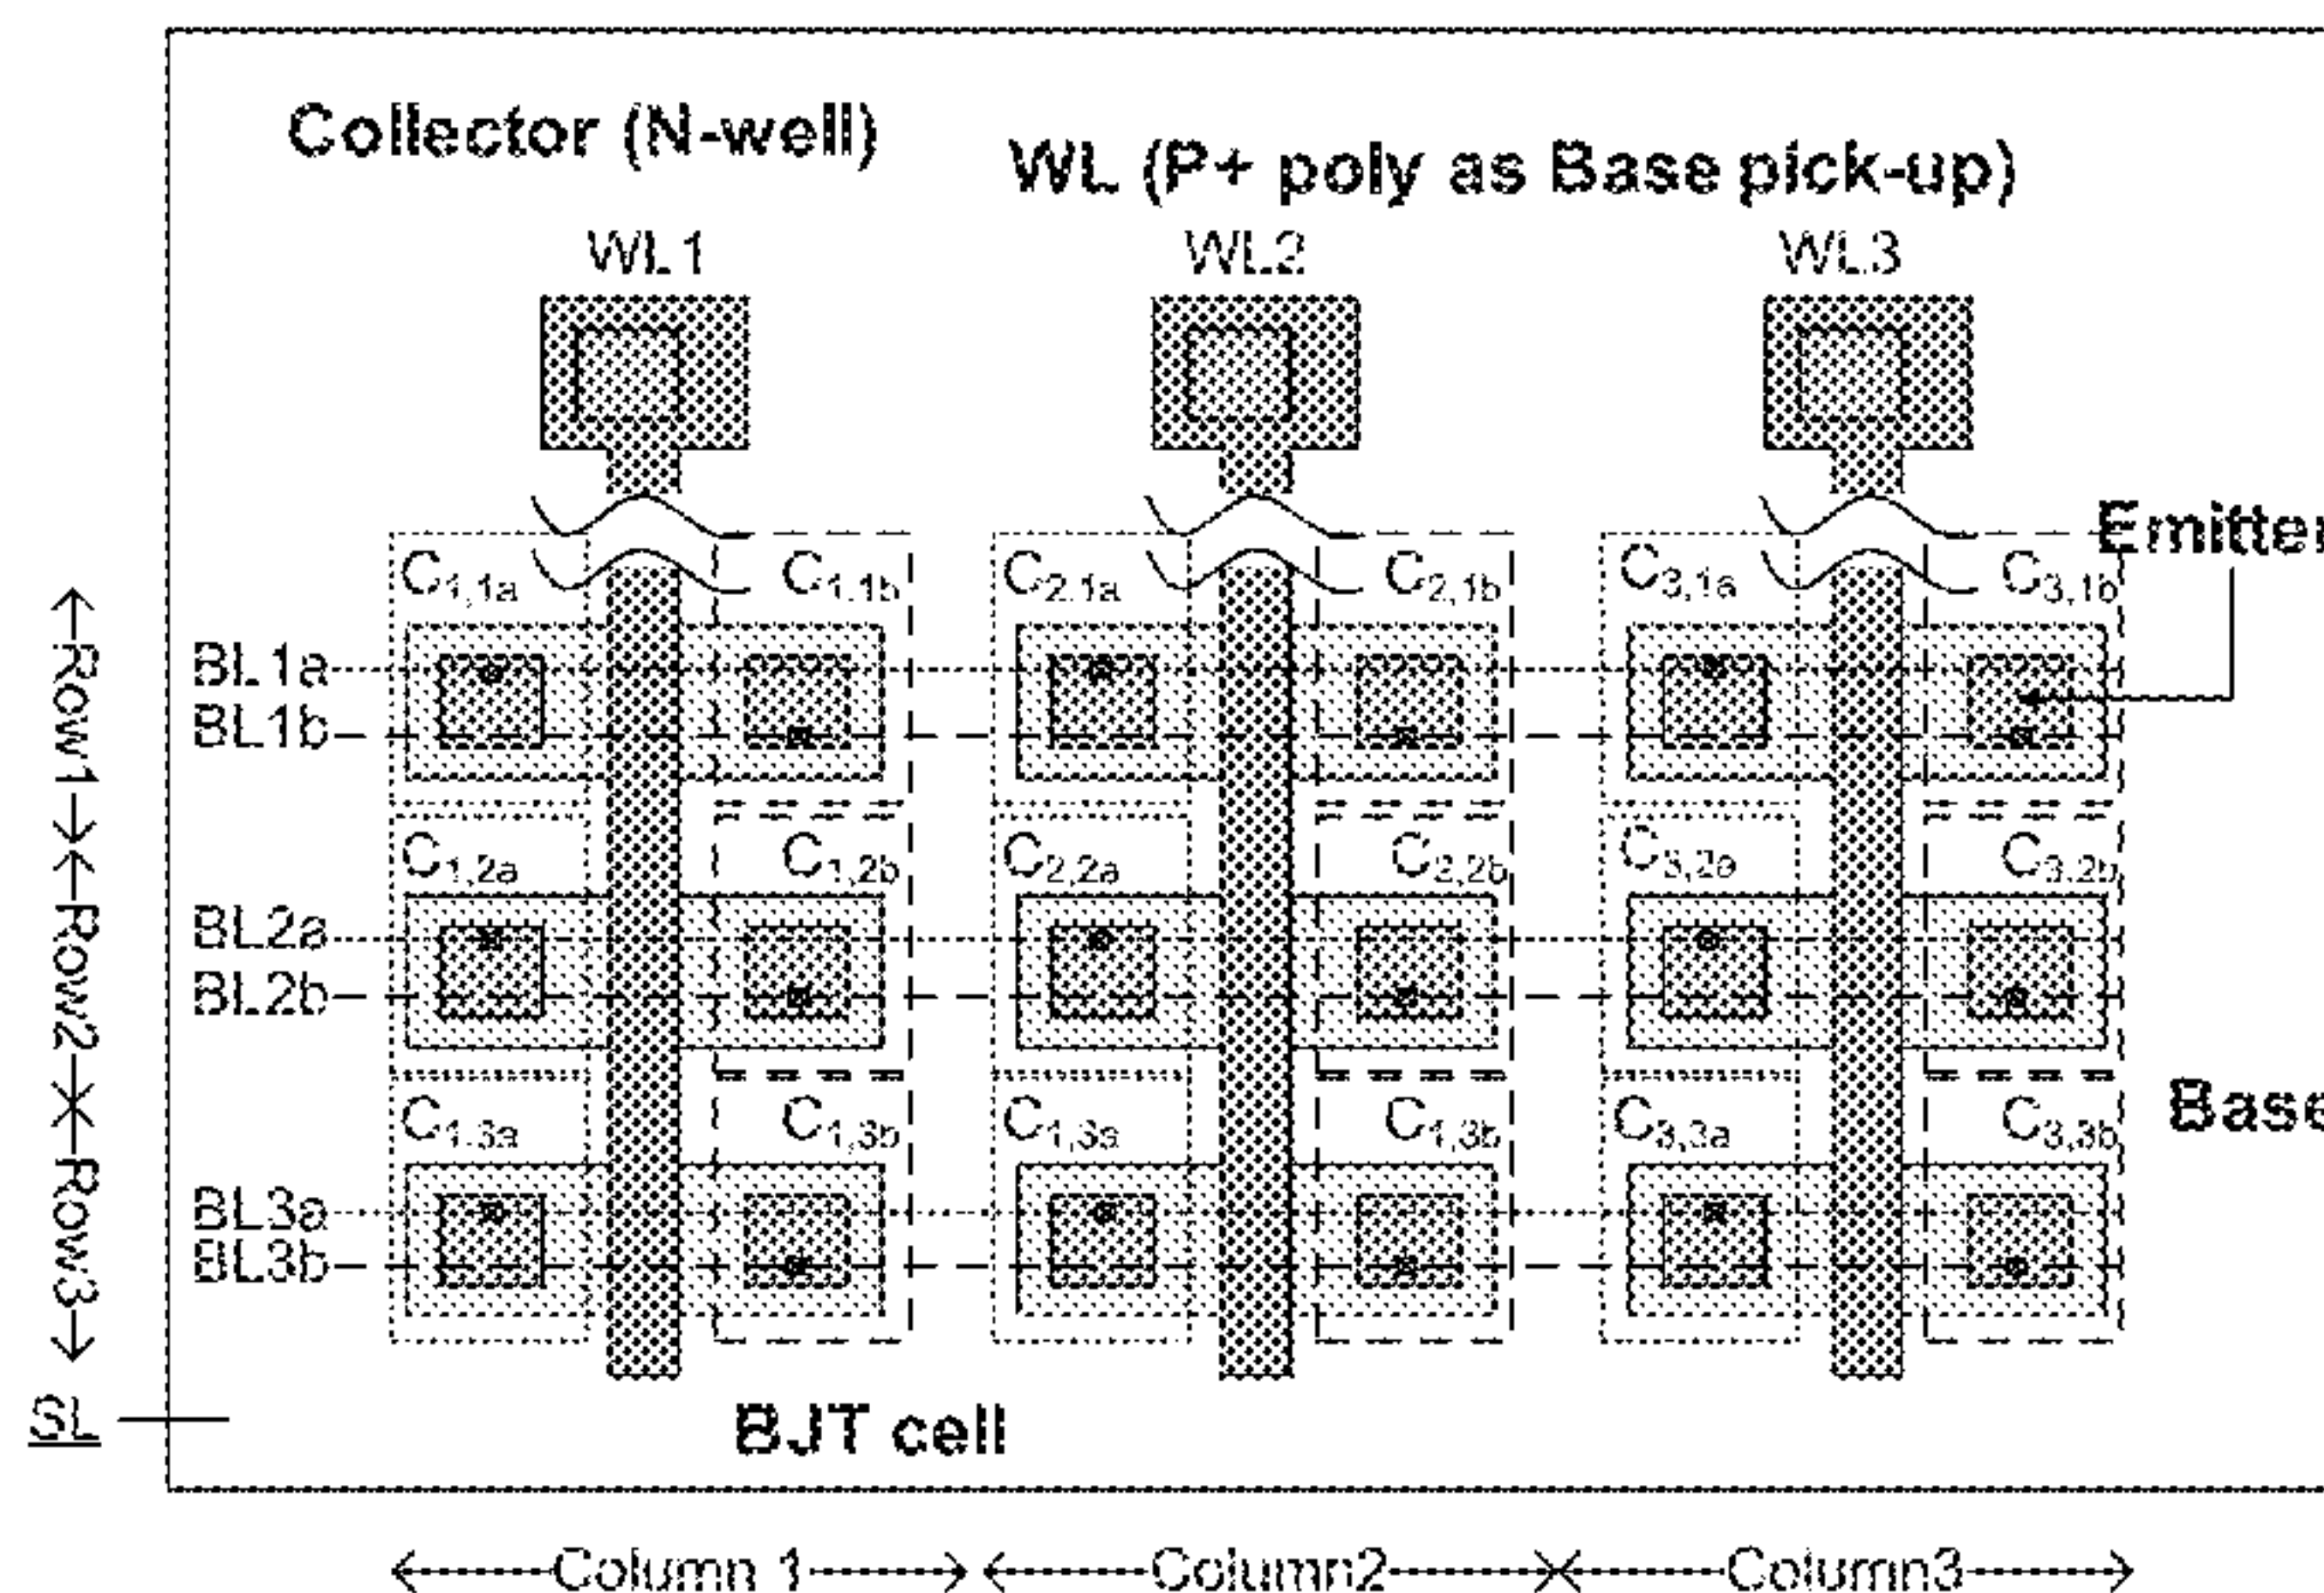 Collector (N-well)
WL (P+ poly as Base pick-up)
WL1 WL2 WL3
Emitter
C1,1a C1,1b C2,1a C2,1b C3,1a C3,1b
BL1a
BL1b
C1,2a C1,2b C2,2a C2,2b C3,2a C3,2b
BL2a
BL2b
C1,3a C1,3b C1,3a C1,3b C3,3a C3,3b
Base
BL3a
BL3b
Row1
Row2
Row3
SL
BJT cell
Column 1 Column2 Column3